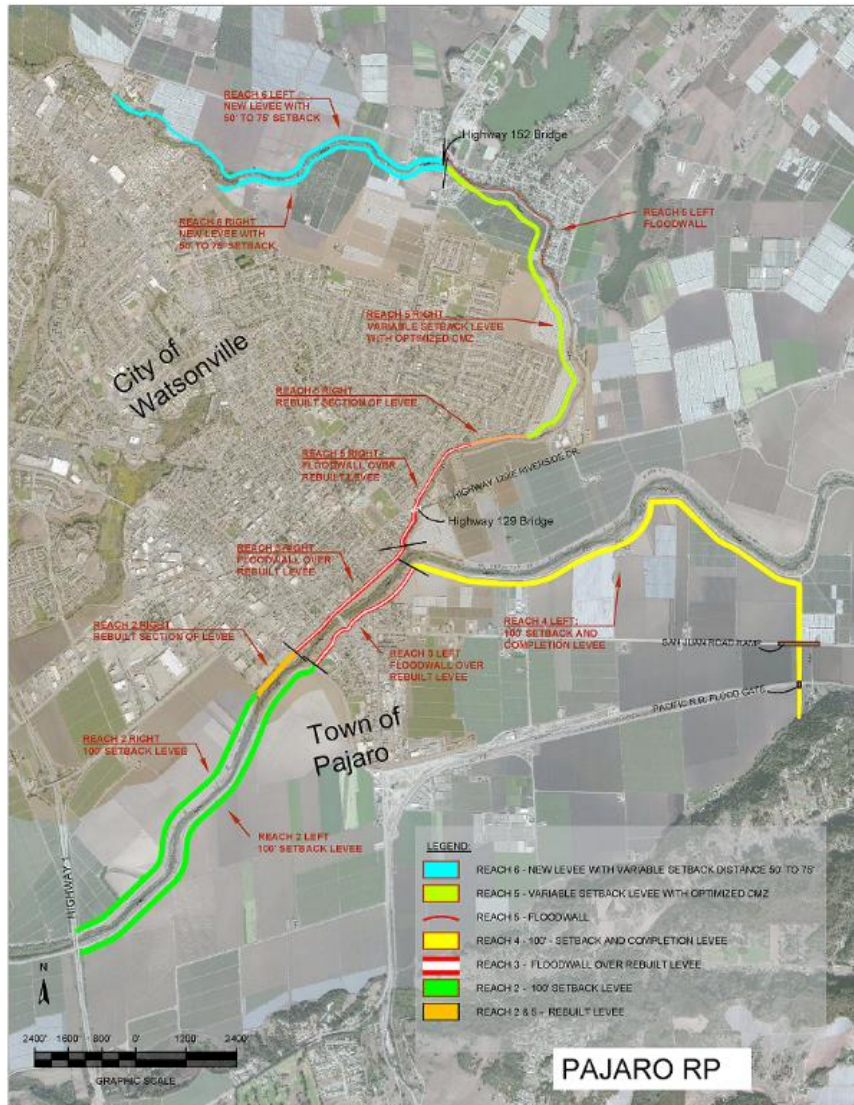 REACH 6 LEFT
NEW LEVEE WITH
50' TO 75' SETBACK
Highway 152 Bridge
REACH 5 LEFT
FLOODWALL
REACH 6 RIGHT
NEW LEVEE WITH
50' TO 75' SETBACK
REACH 5 RIGHT
VARIABLE SETBACK LEVEE
WITH OPTIMIZED CMZ
City of
Watsonville
REACH 5 RIGHT
REBUILT SECTION OF LEVEE
REACH 5 RIGHT-
FLOODWALL OVER
REBUILT LEVEE
RIVERSIDE DR.
Highway 129 Bridge
REACH 3 RIGHT
FLOODWALL OVER
REBUILT LEVEE
REACH 2 RIGHT
REBUILT SECTION OF LEVEE
REACH 4 LEFT:
100' SETBACK AND
COMPLETION LEVEE
SAN JUAN ROAD RAMP
REACH 3 LEFT
FLOODWALL OVER
REBUILT LEVEE
PACIFIC R.R. FLOOD GATE
Town of
Pajaro
REACH 2 RIGHT
100' SETBACK LEVEE
REACH 2 LEFT
100' SETBACK LEVEE
HIGHWAY 1
LEGEND:
REACH 6 - NEW LEVEE WITH VARIABLE SETBACK DISTANCE 50' TO 75'
REACH 5 - VARIABLE SETBACK LEVEE WITH OPTIMIZED CMZ
REACH 5 - FLOODWALL
REACH 4 - 100' - SETBACK AND COMPLETION LEVEE
REACH 3 - FLOODWALL OVER REBUILT LEVEE
REACH 2 - 100' SETBACK LEVEE
REACH 2 & 5 - REBUILT LEVEE
N
2400' 1600' 800' 0' 1200' 2400'
GRAPHIC SCALE
PAJARO RP